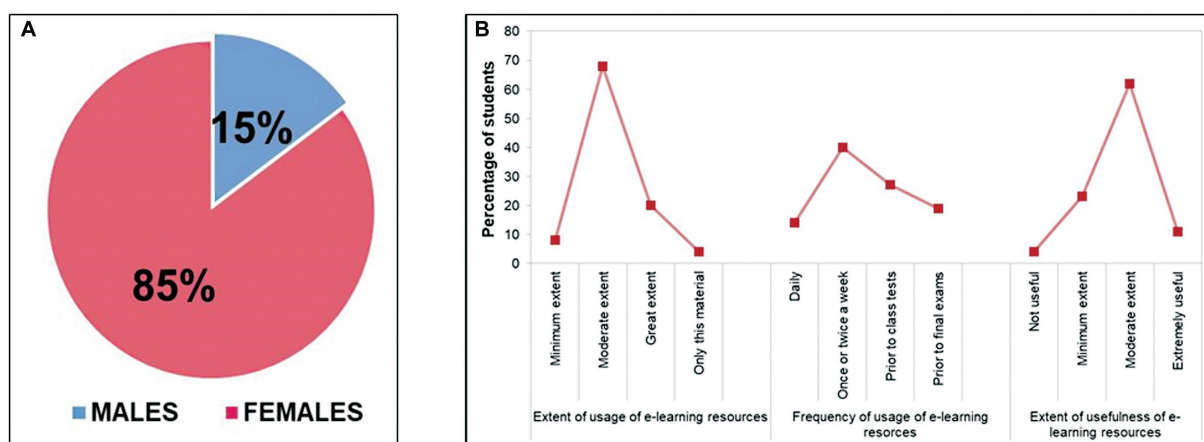 A
15%
85%
MALES
FEMALES
B
Percentage of students
80
70
60
50
40
30
20
10
0
Minimum extent
Moderate extent
Great extent
Only this material
Daily
Once or twice a week
Prior to class tests
Prior to final exams
Not useful
Minimum extent
Moderate extent
Extremely useful
Extent of usage of e-learning resources
Frequency of usage of e-learning
resorces
Extent of usefulness of e-
learning resources